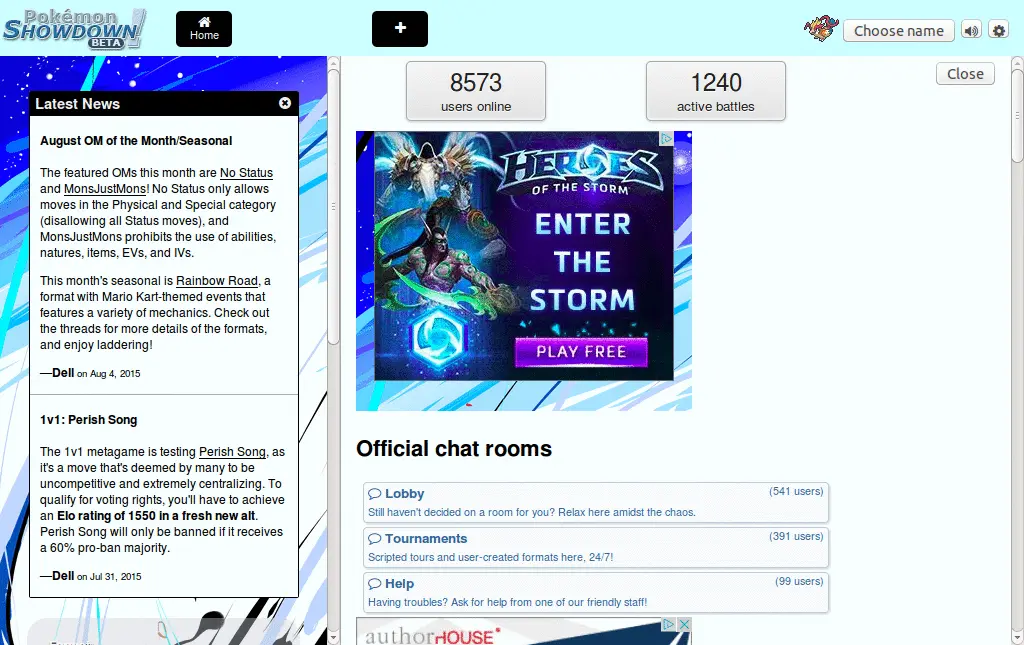 Pokémon
SHOWDOWN!
BETA
Home
+
Choose name
Latest News
August OM of the Month/Seasonal
The featured OMs this month are No Status
and MonsJustMons! No Status only allows
moves in the Physical and Special category
(disallowing all Status moves), and
MonsJustMons prohibits the use of abilities,
natures, items, EVs, and IVs.
This month's seasonal is Rainbow Road, a
format with Mario Kart-themed events that
features a variety of mechanics. Check out
the threads for more details of the formats,
and enjoy laddering!
—Dell on Aug 4, 2015
1v1: Perish Song
The 1v1 metagame is testing Perish Song, as
it's a move that's deemed by many to be
uncompetitive and extremely centralizing. To
qualify for voting rights, you'll have to achieve
an Elo rating of 1550 in a fresh new alt.
Perish Song will only be banned if it receives
a 60% pro-ban majority.
—Dell on Jul 31, 2015
8573
users online
1240
active battles
Close
HEROES
OF THE STORM
ENTER
THE
STORM
PLAY FREE
Official chat rooms
Lobby (541 users)
Still haven't decided on a room for you? Relax here amidst the chaos.
Tournaments (391 users)
Scripted tours and user-created formats here, 24/7!
Help (99 users)
Having troubles? Ask for help from one of our friendly staff!
authorHOUSE®